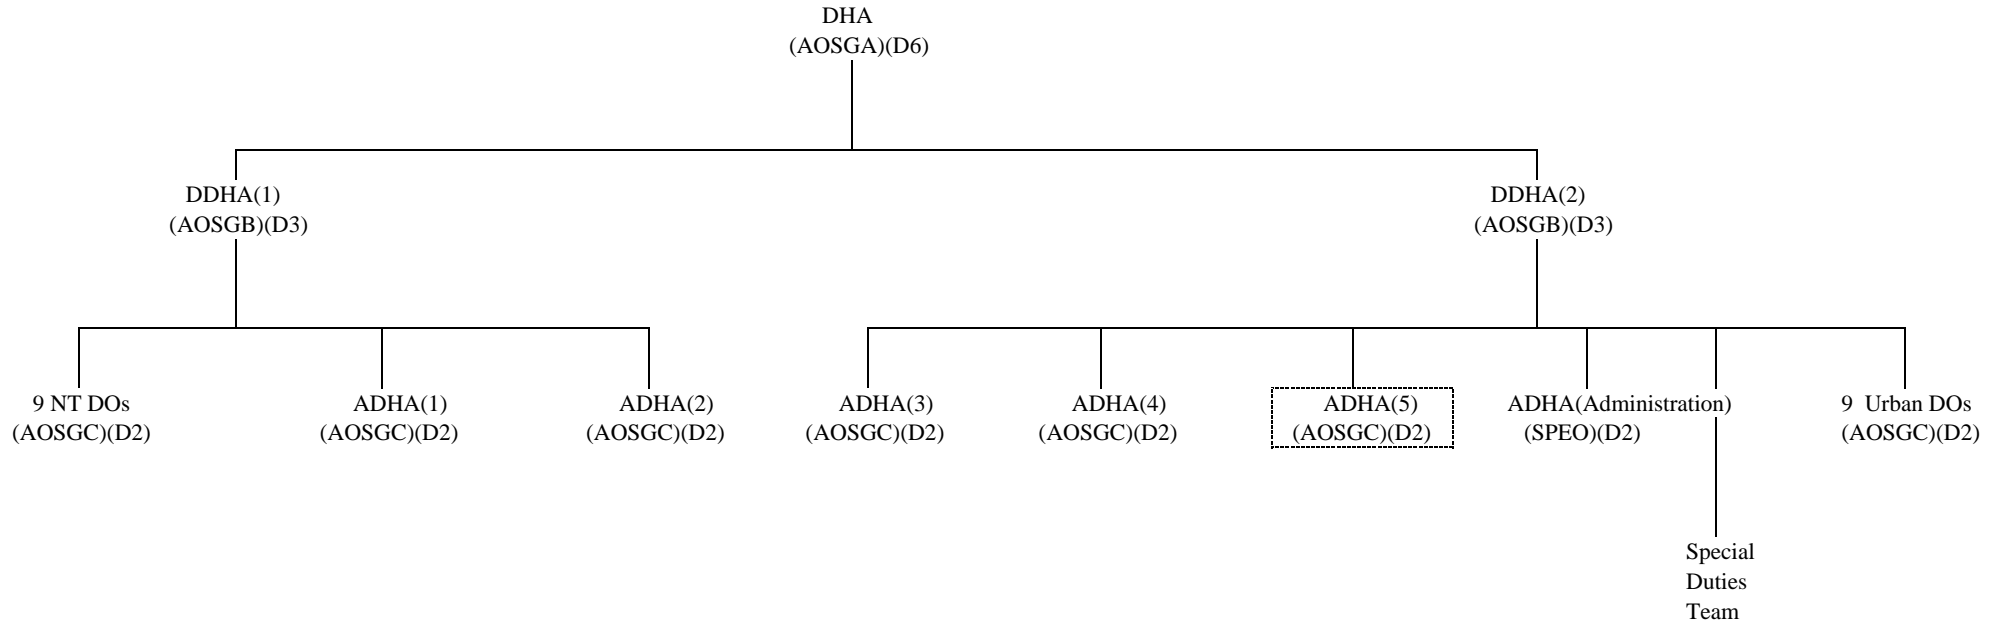 DHA
(AOSGA)(D6)
DDHA(1)
(AOSGB)(D3)
DDHA(2)
(AOSGB)(D3)
9 NT DOs
(AOSGC)(D2)
ADHA(1)
(AOSGC)(D2)
ADHA(2)
(AOSGC)(D2)
ADHA(3)
(AOSGC)(D2)
ADHA(4)
(AOSGC)(D2)
ADHA(5)
(AOSGC)(D2)
ADHA(Administration)
(SPEO)(D2)
9 Urban DOs
(AOSGC)(D2)
Special
Duties
Team